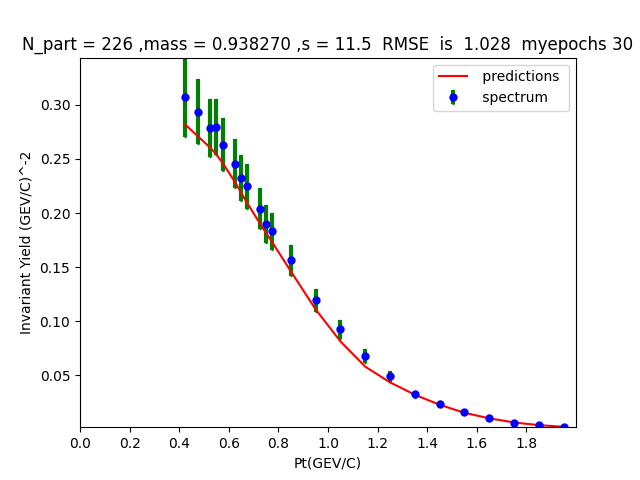 N_part = 226 ,mass = 0.938270 ,s = 11.5  RMSE  is  1.028  myepochs 30
predictions
spectrum
Invariant Yield (GEV/C)^-2
0.30
0.25
0.20
0.15
0.10
0.05
0.0 0.2 0.4 0.6 0.8 1.0 1.2 1.4 1.6 1.8
Pt(GEV/C)